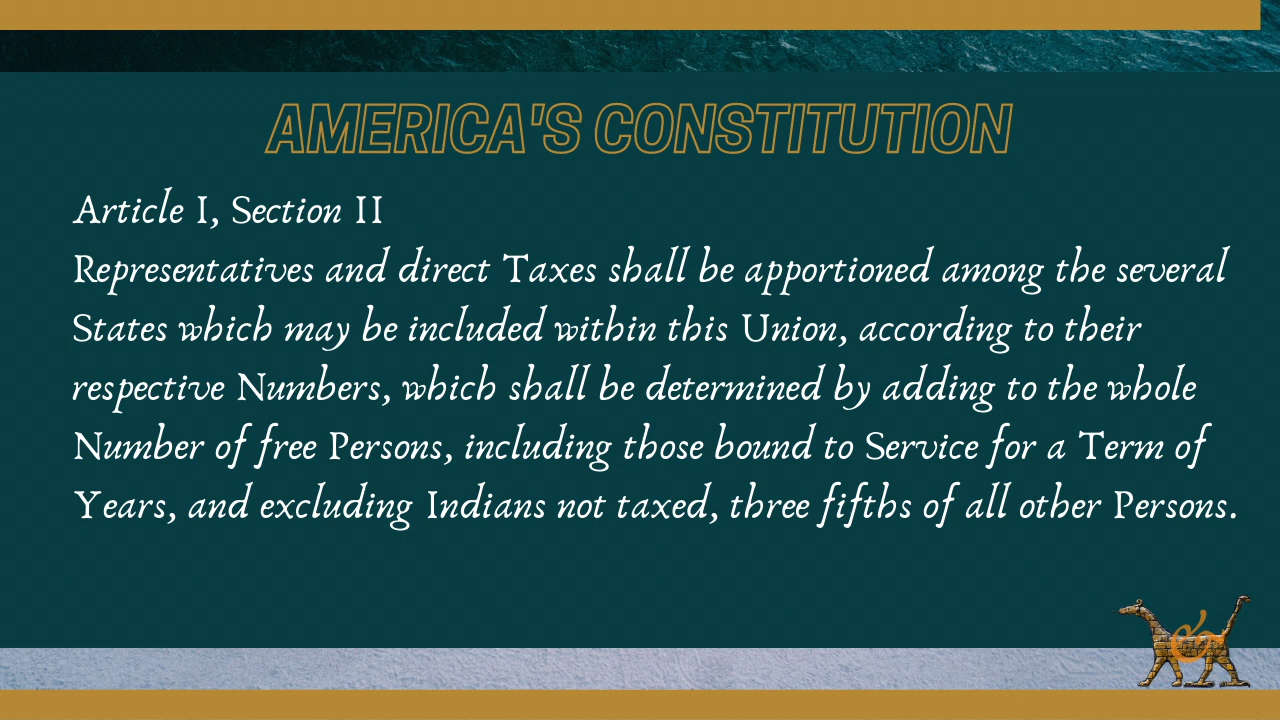 AMERICA'S CONSTITUTION
Article I, Section II
Representatives and direct Taxes shall be apportioned among the several
States which may be included within this Union, according to their
respective Numbers, which shall be determined by adding to the whole
Number of free Persons, including those bound to Service for a Term of
Years, and excluding Indians not taxed, three fifths of all other Persons.